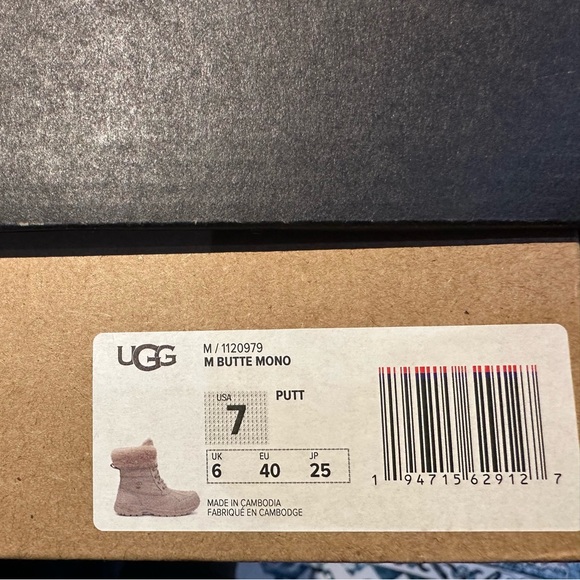 UGG
M / 1120979
M BUTTE MONO
USA
7
PUTT
UK EU JP
6 40 25
MADE IN CAMBODIA
FABRIQUÉ EN CAMBODGE
1 94715 62912 7